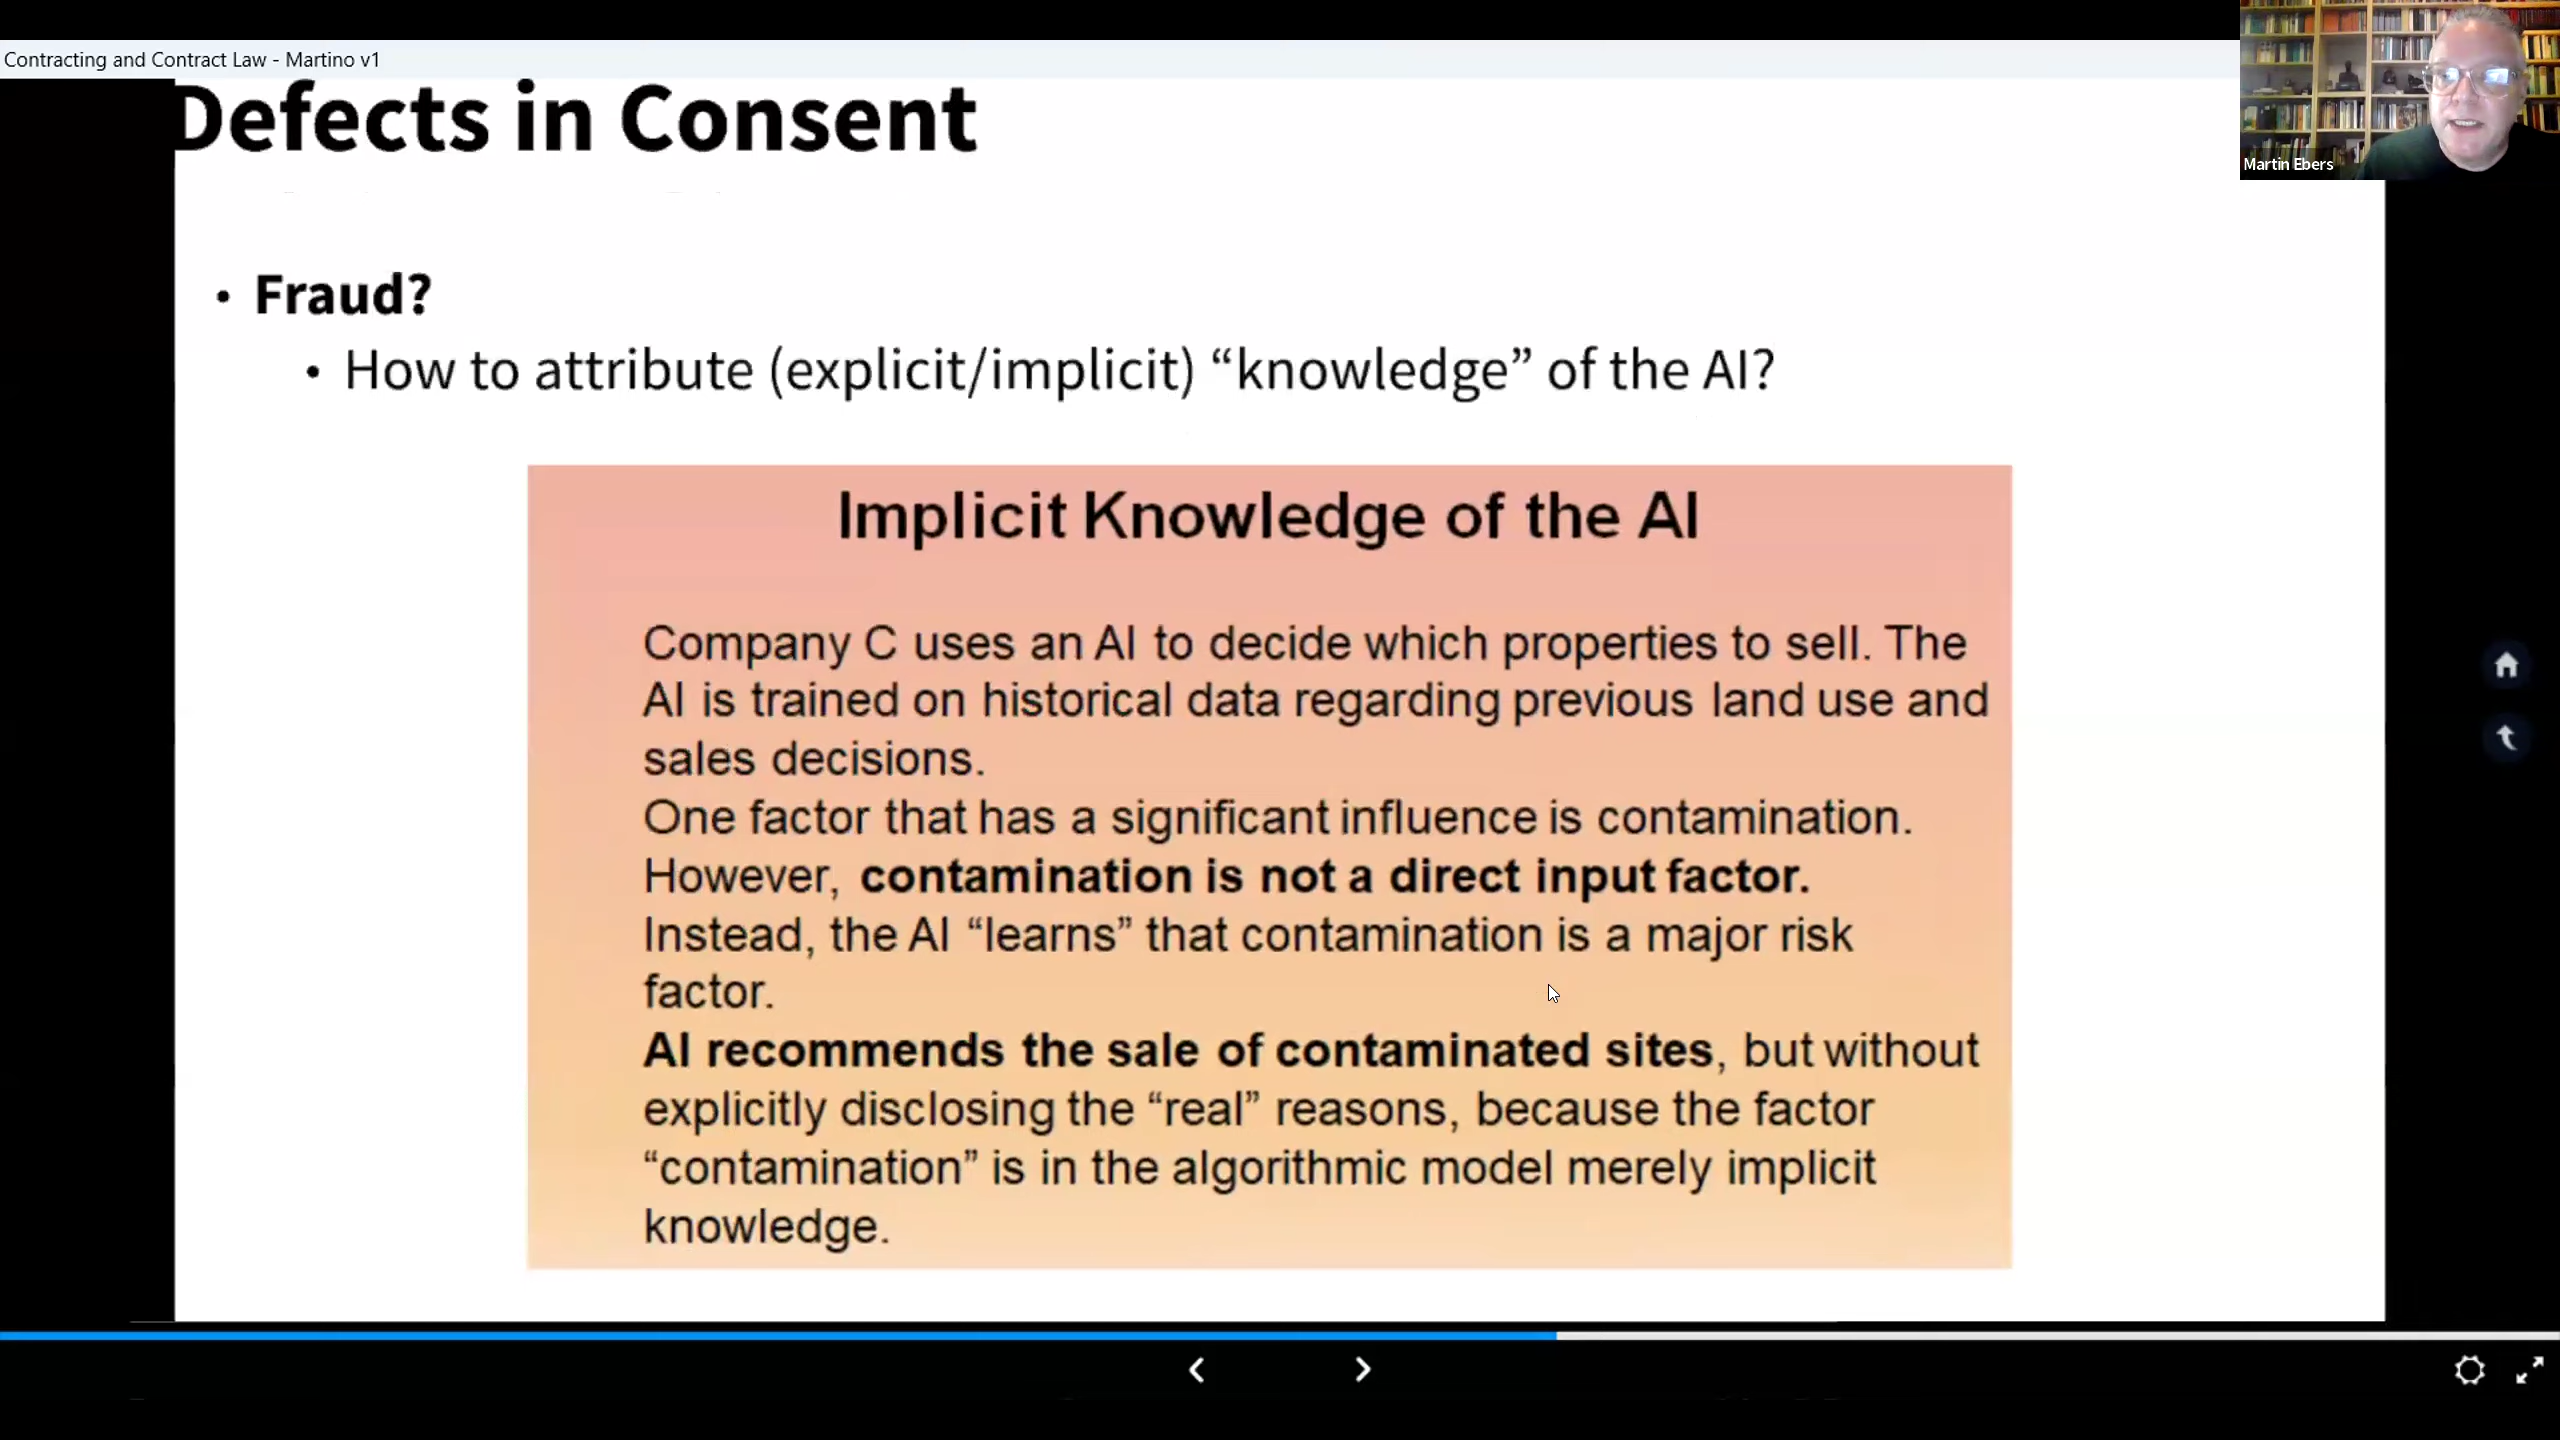 Contracting and Contract Law - Martino v1
Martin Ebers
Defects in Consent
• Fraud?
• How to attribute (explicit/implicit) “knowledge” of the AI?
Implicit Knowledge of the AI
Company C uses an AI to decide which properties to sell. The
AI is trained on historical data regarding previous land use and
sales decisions.
One factor that has a significant influence is contamination.
However, contamination is not a direct input factor.
Instead, the AI “learns” that contamination is a major risk
factor.
AI recommends the sale of contaminated sites, but without
explicitly disclosing the “real” reasons, because the factor
“contamination” is in the algorithmic model merely implicit
knowledge.